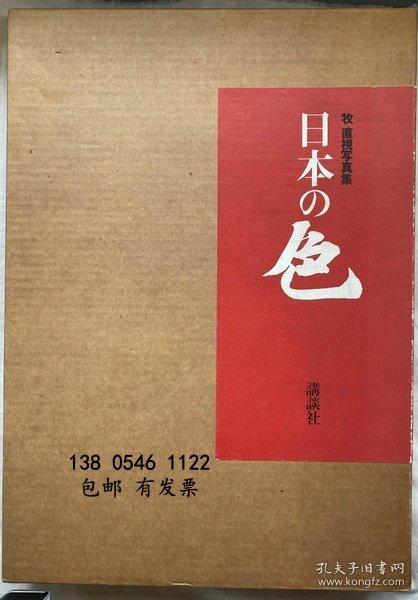 牧 直視写真集
日本の色
講談社
138 0546 1122
包邮 有发票
孔夫子旧书网
www.kongfz.com